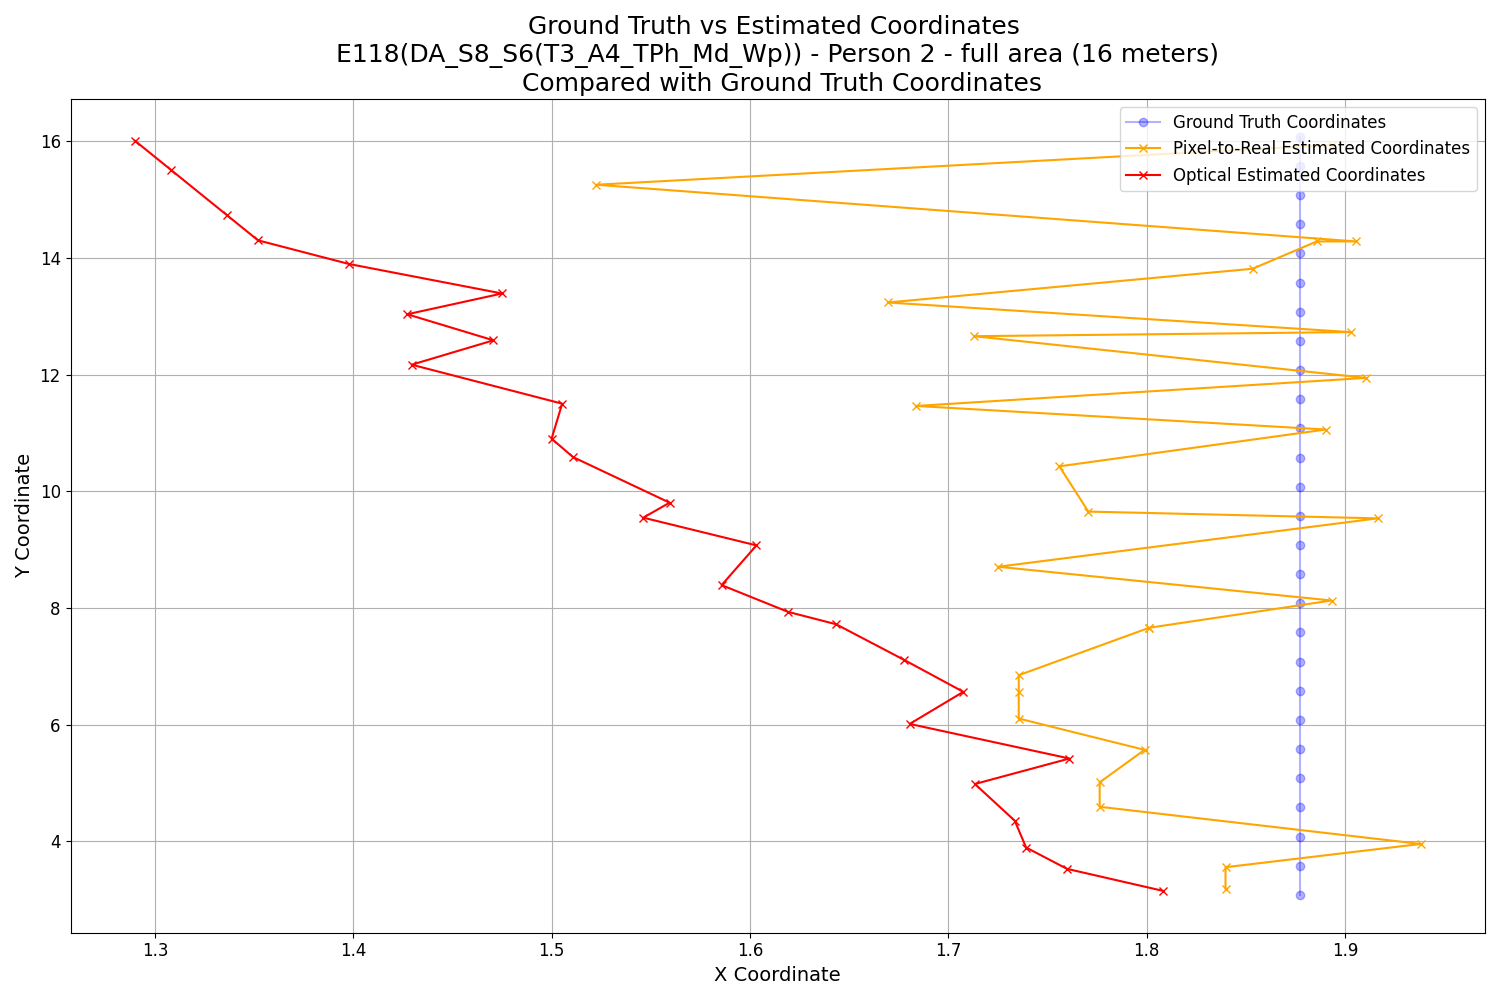 Ground Truth vs Estimated Coordinates
E118(DA_S8_S6(T3_A4_TPh_Md_Wp)) - Person 2 - full area (16 meters)
Compared with Ground Truth Coordinates
Ground Truth Coordinates
Pixel-to-Real Estimated Coordinates
Optical Estimated Coordinates
Y Coordinate
16
14
12
10
8
6
4
1.3 1.4 1.5 1.6 1.7 1.8 1.9
X Coordinate